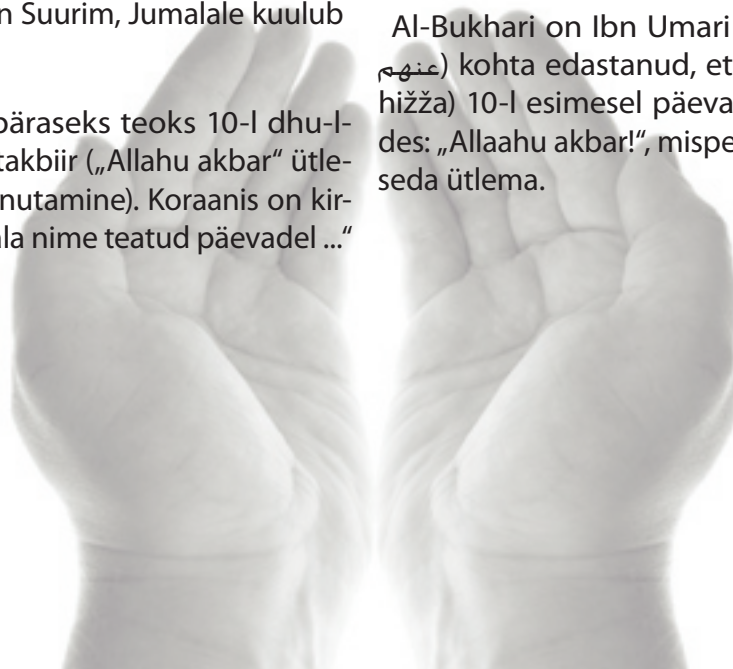 n Suurim, Jumalale kuulub
päraseks teoks 10-l dhu-l-
takbiir („Allahu akbar“ ütle-
nutamine). Koraanis on kir-
la nime teatud päevadel ...“
Al-Bukhari on Ibn Umari
عنهم) kohta edastanud, et
hižža) 10-l esimesel päeva
des: „Allaahu akbar!“, mispe
seda ütlema.